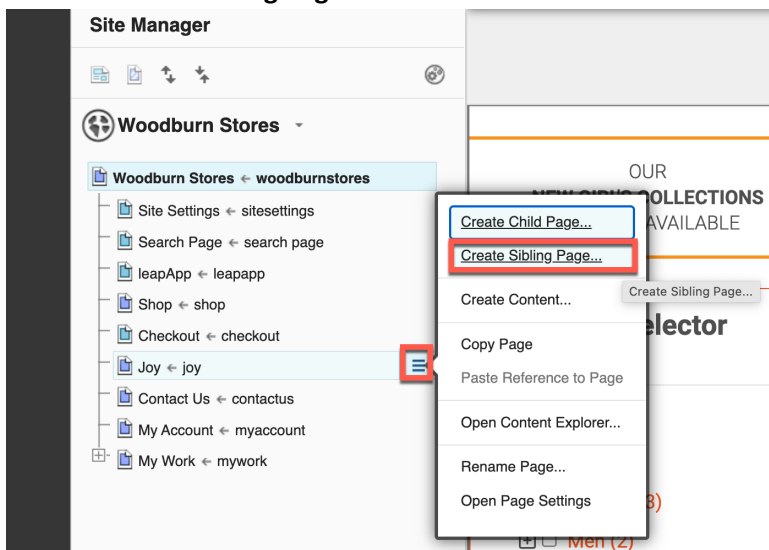 Site Manager
Woodburn Stores
Woodburn Stores ← woodburnstores
Site Settings ← sitesettings
Search Page ← search page
leapApp ← leapapp
Shop ← shop
Checkout ← checkout
Joy ← joy
Contact Us ← contactus
My Account ← myaccount
My Work ← mywork
Create Child Page...
Create Sibling Page...
Create Content...
Copy Page
Paste Reference to Page
Open Content Explorer...
Rename Page...
Open Page Settings
Create Sibling Page...
OUR
COLLECTIONS
AVAILABLE
elector
3)
Men (2)